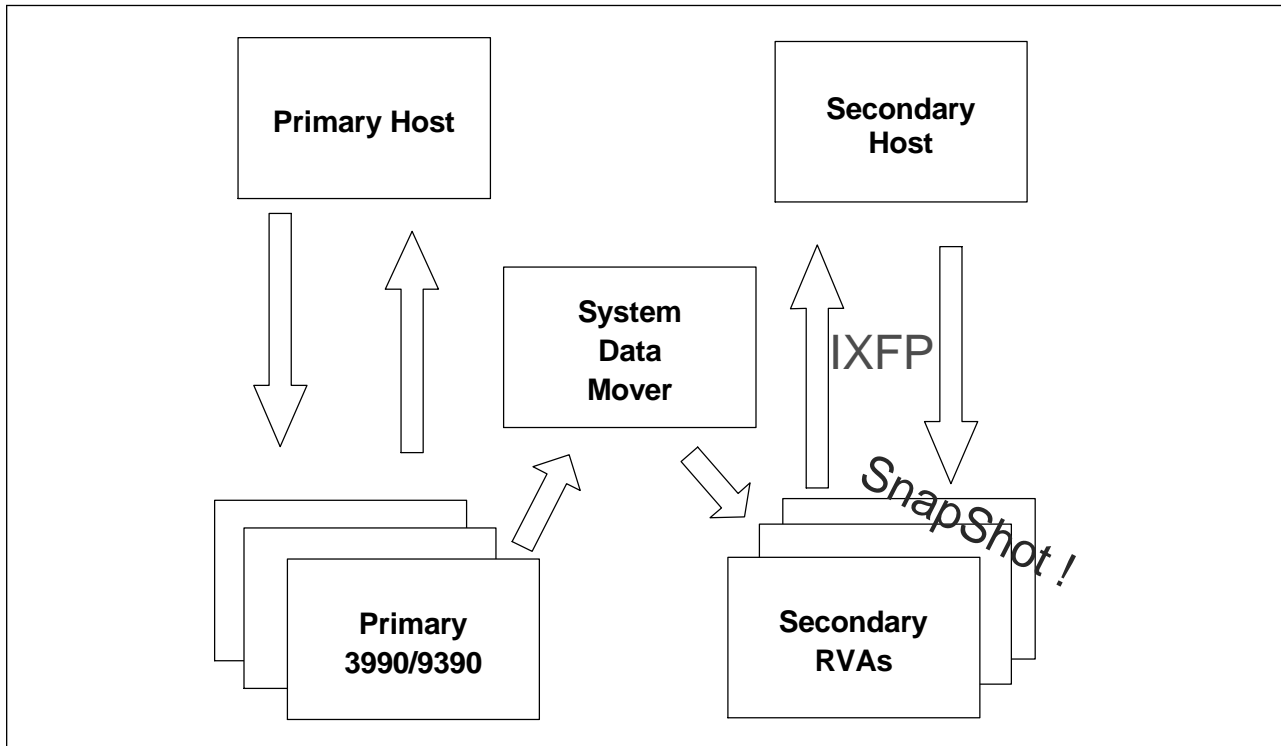 Primary Host
Secondary
Host
System
Data
Mover
IXFP
SnapShot !
Primary
3990/9390
Secondary
RVAs